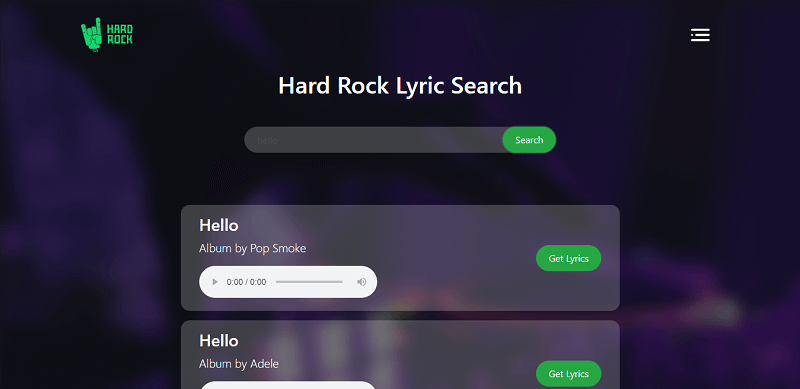 HARD
ROCK
Hard Rock Lyric Search
hello
Search
Hello
Album by Pop Smoke
Get Lyrics
0:00 / 0:00
Hello
Album by Adele
Get Lyrics